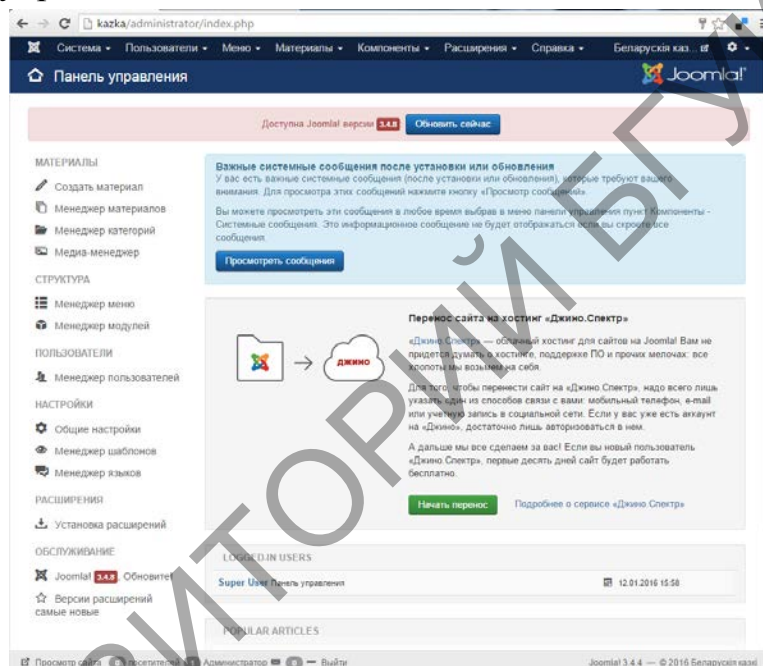 kazka/administrator/index.php
Система Пользователи Меню Материалы Компоненты Расширения Справка Беларускія каз...
Панель управления Joomla!
Доступна Joomla! версии 3.4.8 Обновить сейчас
МАТЕРИАЛЫ
Создать материал
Менеджер материалов
Менеджер категорий
Медиа-менеджер
СТРУКТУРА
Менеджер меню
Менеджер модулей
ПОЛЬЗОВАТЕЛИ
Менеджер пользователей
НАСТРОЙКИ
Общие настройки
Менеджер шаблонов
Менеджер языков
РАСШИРЕНИЯ
Установка расширений
ОБСЛУЖИВАНИЕ
Joomla! 3.4.8, Обновите!
Версии расширений
самые новые
Важные системные сообщения после установки или обновления
У вас есть важные системные сообщения (после установки или обновления), которые требуют вашего
внимания. Для просмотра этих сообщений нажмите кнопку «Просмотр сообщений».
Вы можете просмотреть эти сообщения в любое время выбрав в меню панели управления пункт Компоненты -
Системные сообщения. Это информационное сообщение не будет отображаться если вы скроете все
сообщения.
Просмотреть сообщения
джино
Перенос сайта на хостинг «Джино.Спектр»
«Джино.Спектр» — облачный хостинг для сайтов на Joomla! Вам не
придется думать о хостинге, поддержке ПО и прочих мелочах: все
хлопоты мы возьмем на себя.
Для того, чтобы перенести сайт на «Джино.Спектр», надо всего лишь
указать один из способов связи с вами: мобильный телефон, e-mail
или учетную запись в социальной сети. Если у вас уже есть аккаунт
на «Джино», достаточно лишь авторизоваться в нем.
А дальше мы все сделаем за вас! Если вы новый пользователь
«Джино.Спектр», первые десять дней сайт будет работать
бесплатно.
Начать перенос Подробнее о сервисе «Джино.Спектр»
LOGGED-IN USERS
Super User Панель управления 12.01.2016 15:58
POPULAR ARTICLES
Просмотр сайта 0 посетителей 1 Администратор 0 Выйти Joomla! 3.4.4 — © 2016 Беларускія казкі
РИТОРИЙ БГУ